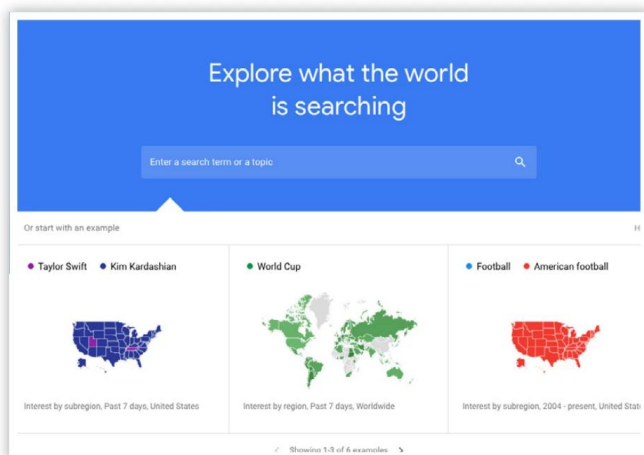 Explore what the world
is searching
Enter a search term or a topic
Or start with an example
H
Taylor Swift Kim Kardashian
World Cup
Football American football
Interest by subregion, Past 7 days, United States
Interest by region, Past 7 days, Worldwide
Interest by subregion, 2004 - present, United Stat
Showing 1-3 of 6 examples